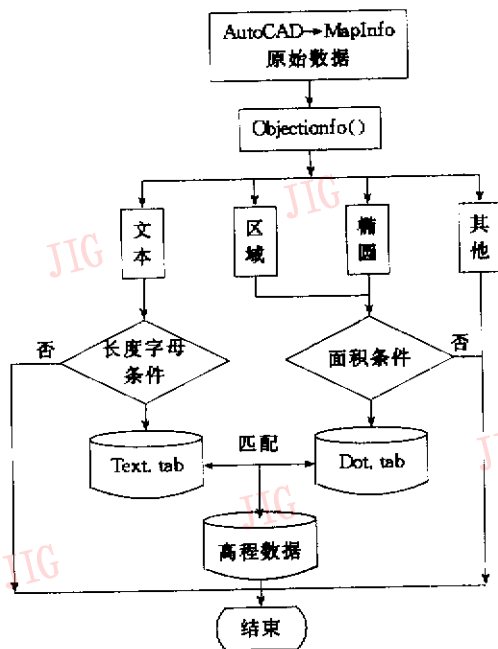 AutoCAD→MapInfo
原始数据
Objectionfo()
文本
区域
椭圆
其他
JIG
JIG
否
长度字母
条件
面积条件
否
匹配
Text. tab
Dot. tab
JIG
JIG
高程数据
JIG
结束